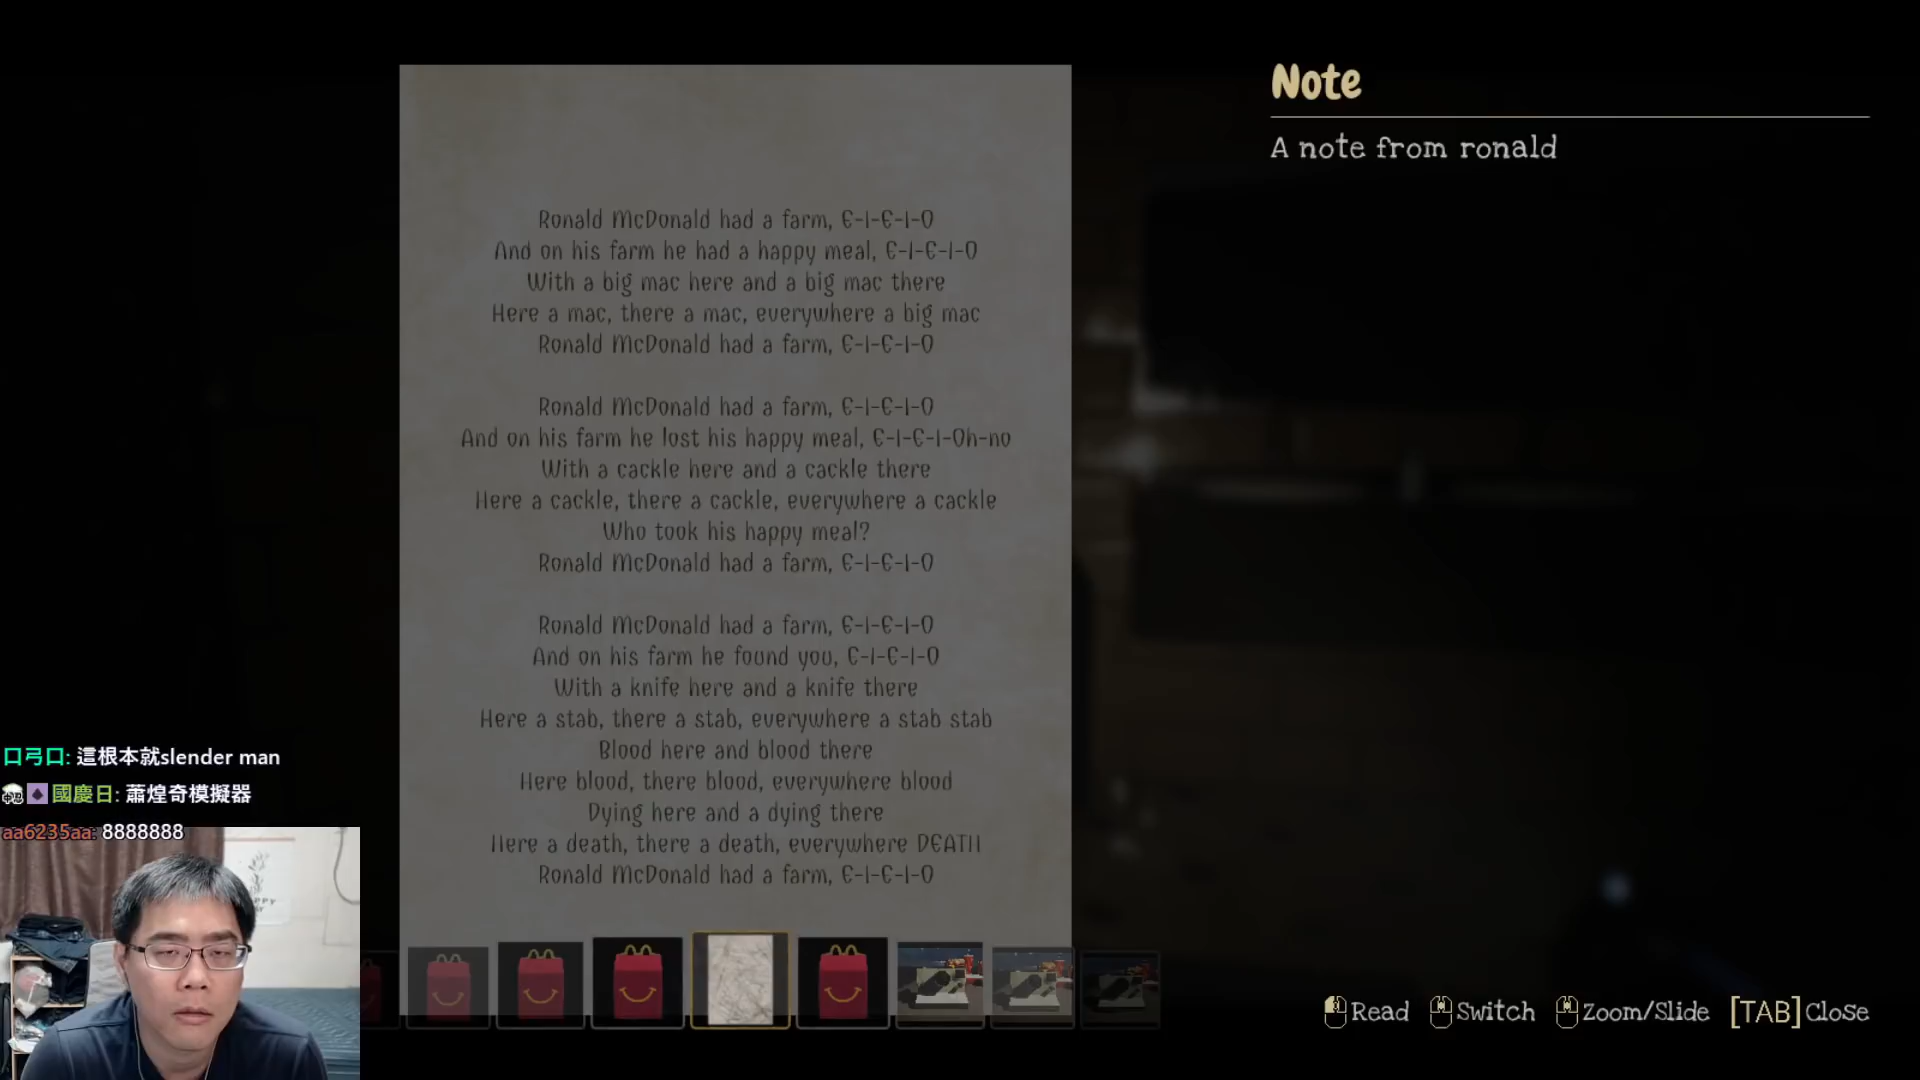 Note
A note from ronald
Ronald McDonald had a farm, E-I-E-I-O
And on his farm he had a happy meal, E-I-E-I-O
With a big mac here and a big mac there
Here a mac, there a mac, everywhere a big mac
Ronald McDonald had a farm, E-I-E-I-O
Ronald McDonald had a farm, E-I-E-I-O
And on his farm he lost his happy meal, E-I-E-I-Oh-no
With a cackle here and a cackle there
Here a cackle, there a cackle, everywhere a cackle
Who took his happy meal?
Ronald McDonald had a farm, E-I-E-I-O
Ronald McDonald had a farm, E-I-E-I-O
And on his farm he found you, E-I-E-I-O
With a knife here and a knife there
Here a stab, there a stab, everywhere a stab stab
Blood here and blood there
Here blood, there blood, everywhere blood
Dying here and a dying there
Here a death, there a death, everywhere DEATH
Ronald McDonald had a farm, E-I-E-I-O
口弓口: 這根本就slender man
國慶日: 蕭煌奇模擬器
aa6235aa: 8888888
Read Switch Zoom/Slide [TAB]Close